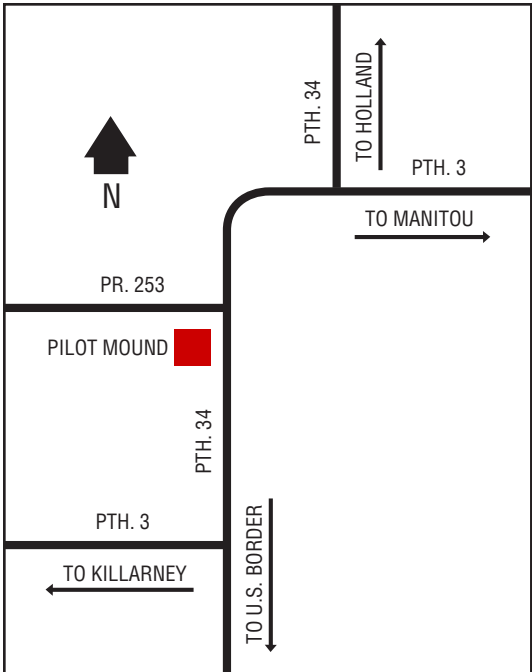 PTH. 34
TO HOLLAND
PTH. 3
N
TO MANITOU
PR. 253
PILOT MOUND
PTH. 34
PTH. 3
TO U.S. BORDER
TO KILLARNEY